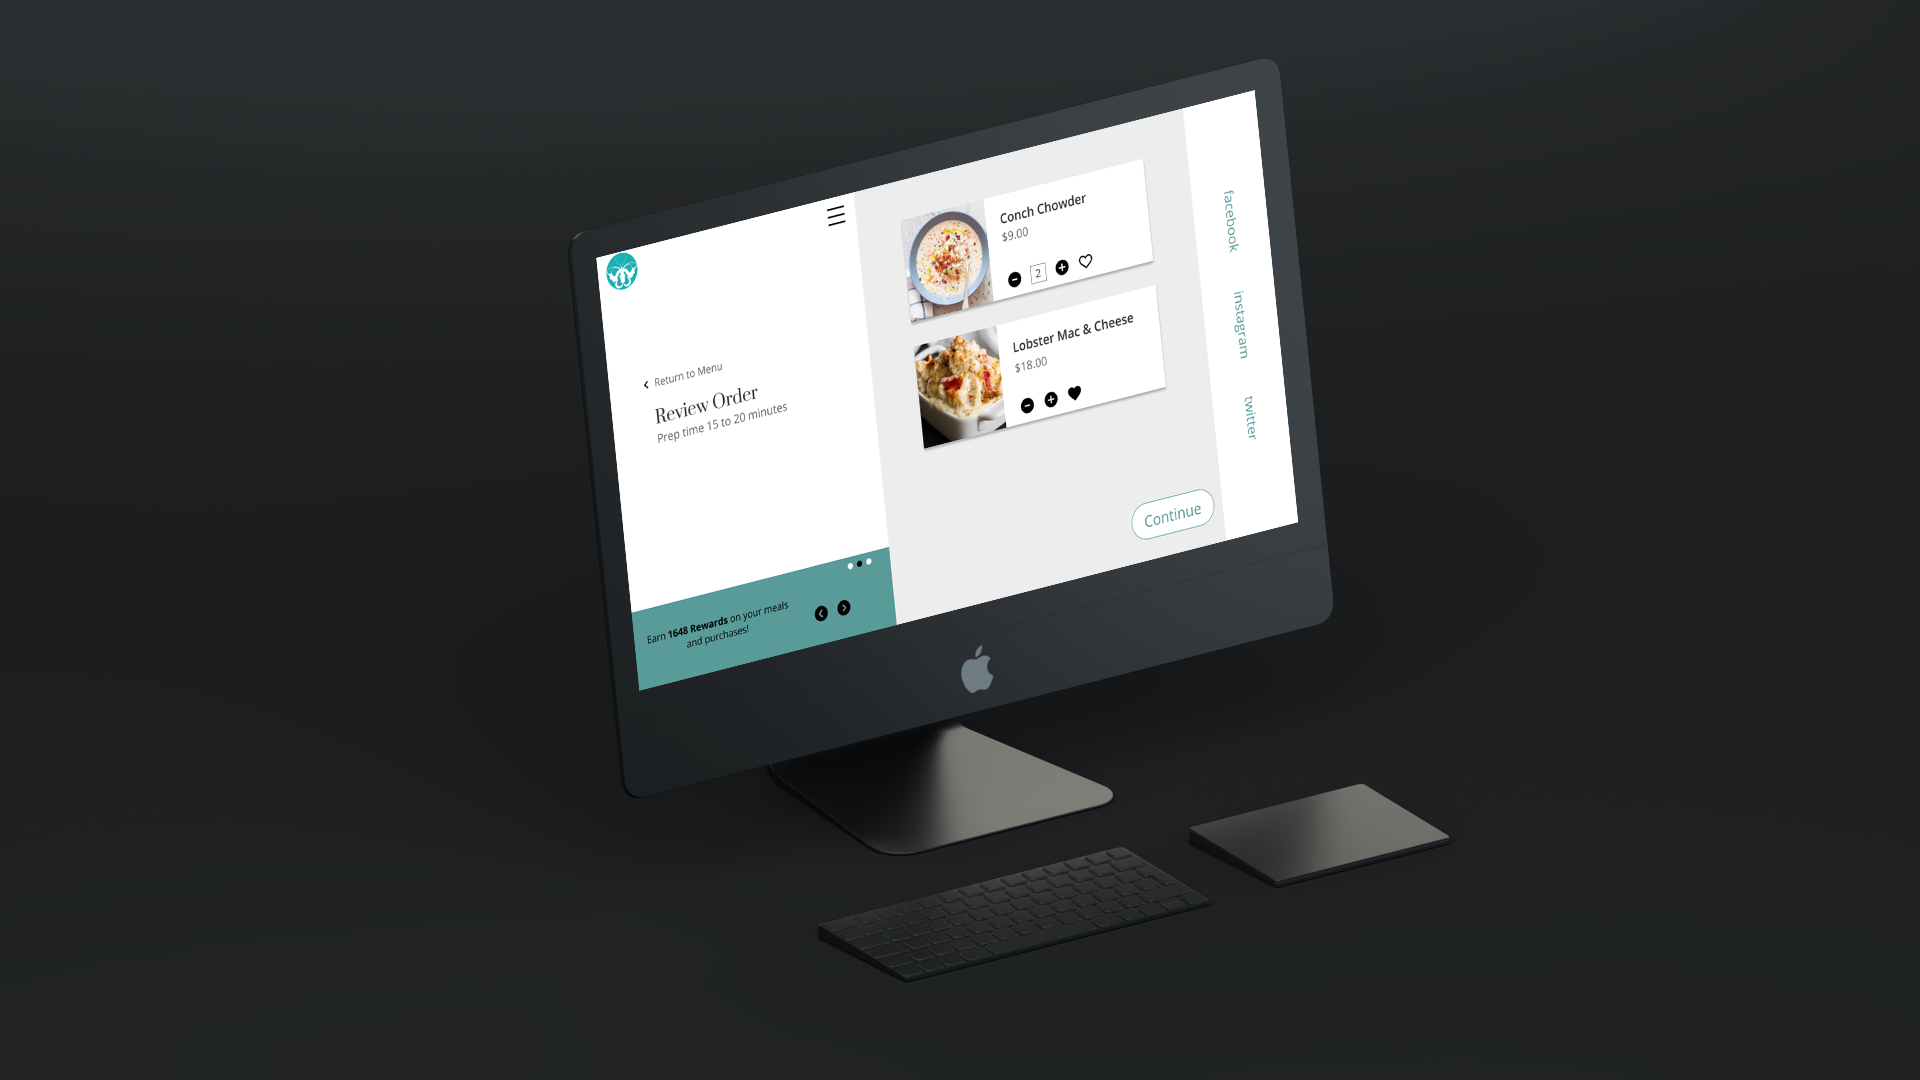 Return to Menu
Review Order
Prep time 15 to 20 minutes
Earn 1648 Rewards on your meals
and purchases!
Conch Chowder
$9.00
2
Lobster Mac & Cheese
$18.00
Continue
facebook
instagram
twitter